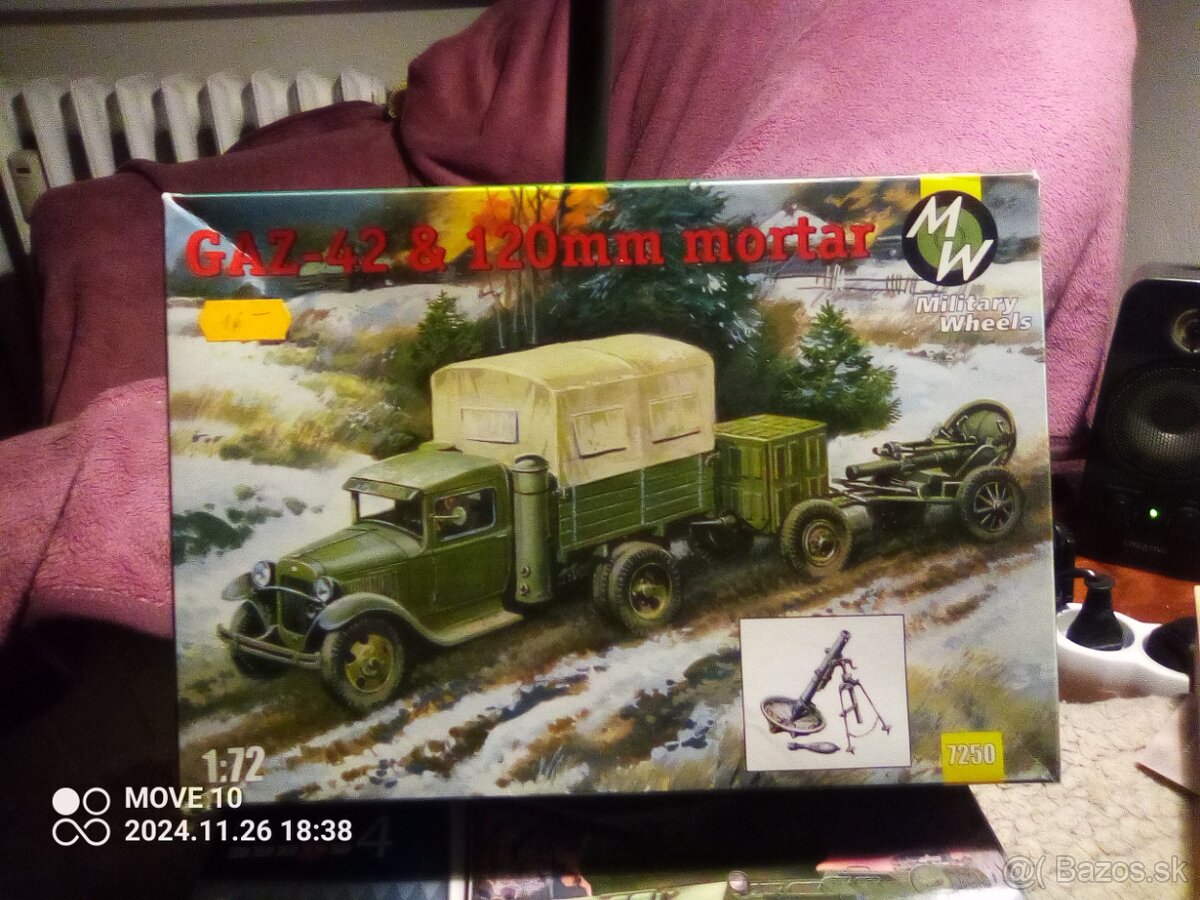 GAZ-42 & 120mm mortar
MW
Military
Wheels
16-
1:72
7250
MOVE 10
2024.11.26 18:38
@( Bazos.sk